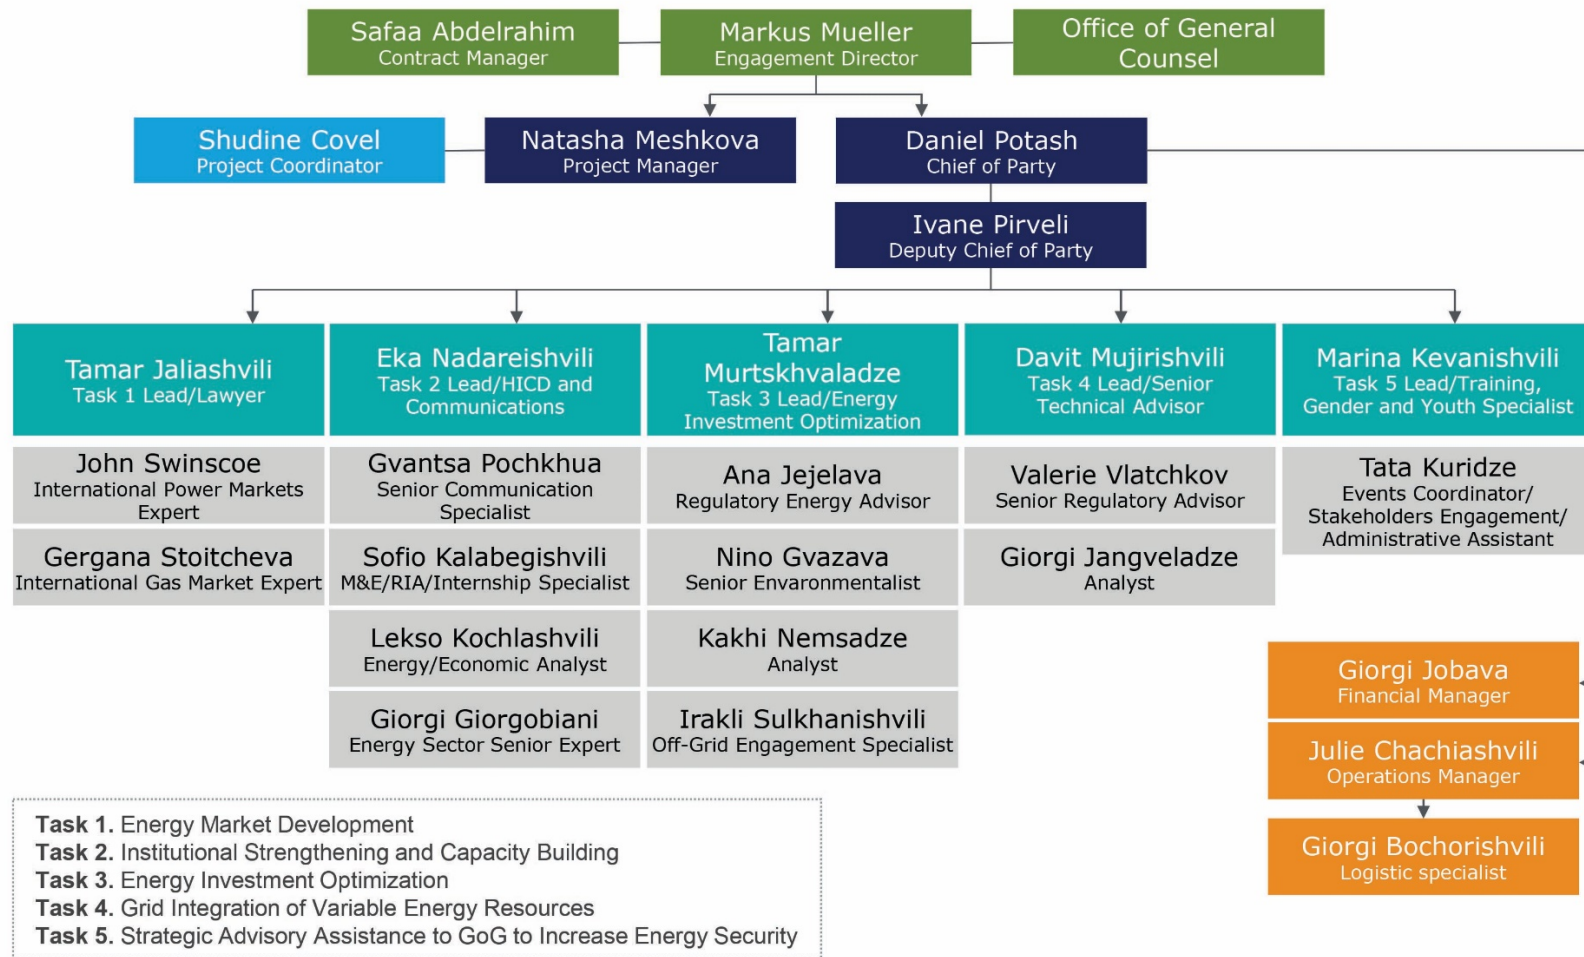 Safaa Abdelrahim
Contract Manager
Markus Mueller
Engagement Director
Office of General
Counsel
Shudine Covel
Project Coordinator
Natasha Meshkova
Project Manager
Daniel Potash
Chief of Party
Ivane Pirveli
Deputy Chief of Party
Tamar Jaliashvili
Task 1 Lead/Lawyer
Eka Nadareishvili
Task 2 Lead/HICD and
Communications
Tamar
Murtskhvaladze
Task 3 Lead/Energy
Investment Optimization
Davit Mujirishvili
Task 4 Lead/Senior
Technical Advisor
Marina Kevanishvili
Task 5 Lead/Training,
Gender and Youth Specialist
John Swinscoe
International Power Markets
Expert
Gergana Stoitcheva
International Gas Market Expert
Gvantsa Pochkhua
Senior Communication
Specialist
Sofio Kalabegishvili
M&E/RIA/Internship Specialist
Lekso Kochlashvili
Energy/Economic Analyst
Giorgi Giorgobiani
Energy Sector Senior Expert
Ana Jejelava
Regulatory Energy Advisor
Nino Gvazava
Senior Envaronmentalist
Kakhi Nemsadze
Analyst
Irakli Sulkhanishvili
Off-Grid Engagement Specialist
Valerie Vlatchkov
Senior Regulatory Advisor
Giorgi Jangveladze
Analyst
Tata Kuridze
Events Coordinator/
Stakeholders Engagement/
Administrative Assistant
Giorgi Jobava
Financial Manager
Julie Chachiashvili
Operations Manager
Giorgi Bochorishvili
Logistic specialist
Task 1. Energy Market Development
Task 2. Institutional Strengthening and Capacity Building
Task 3. Energy Investment Optimization
Task 4. Grid Integration of Variable Energy Resources
Task 5. Strategic Advisory Assistance to GoG to Increase Energy Security